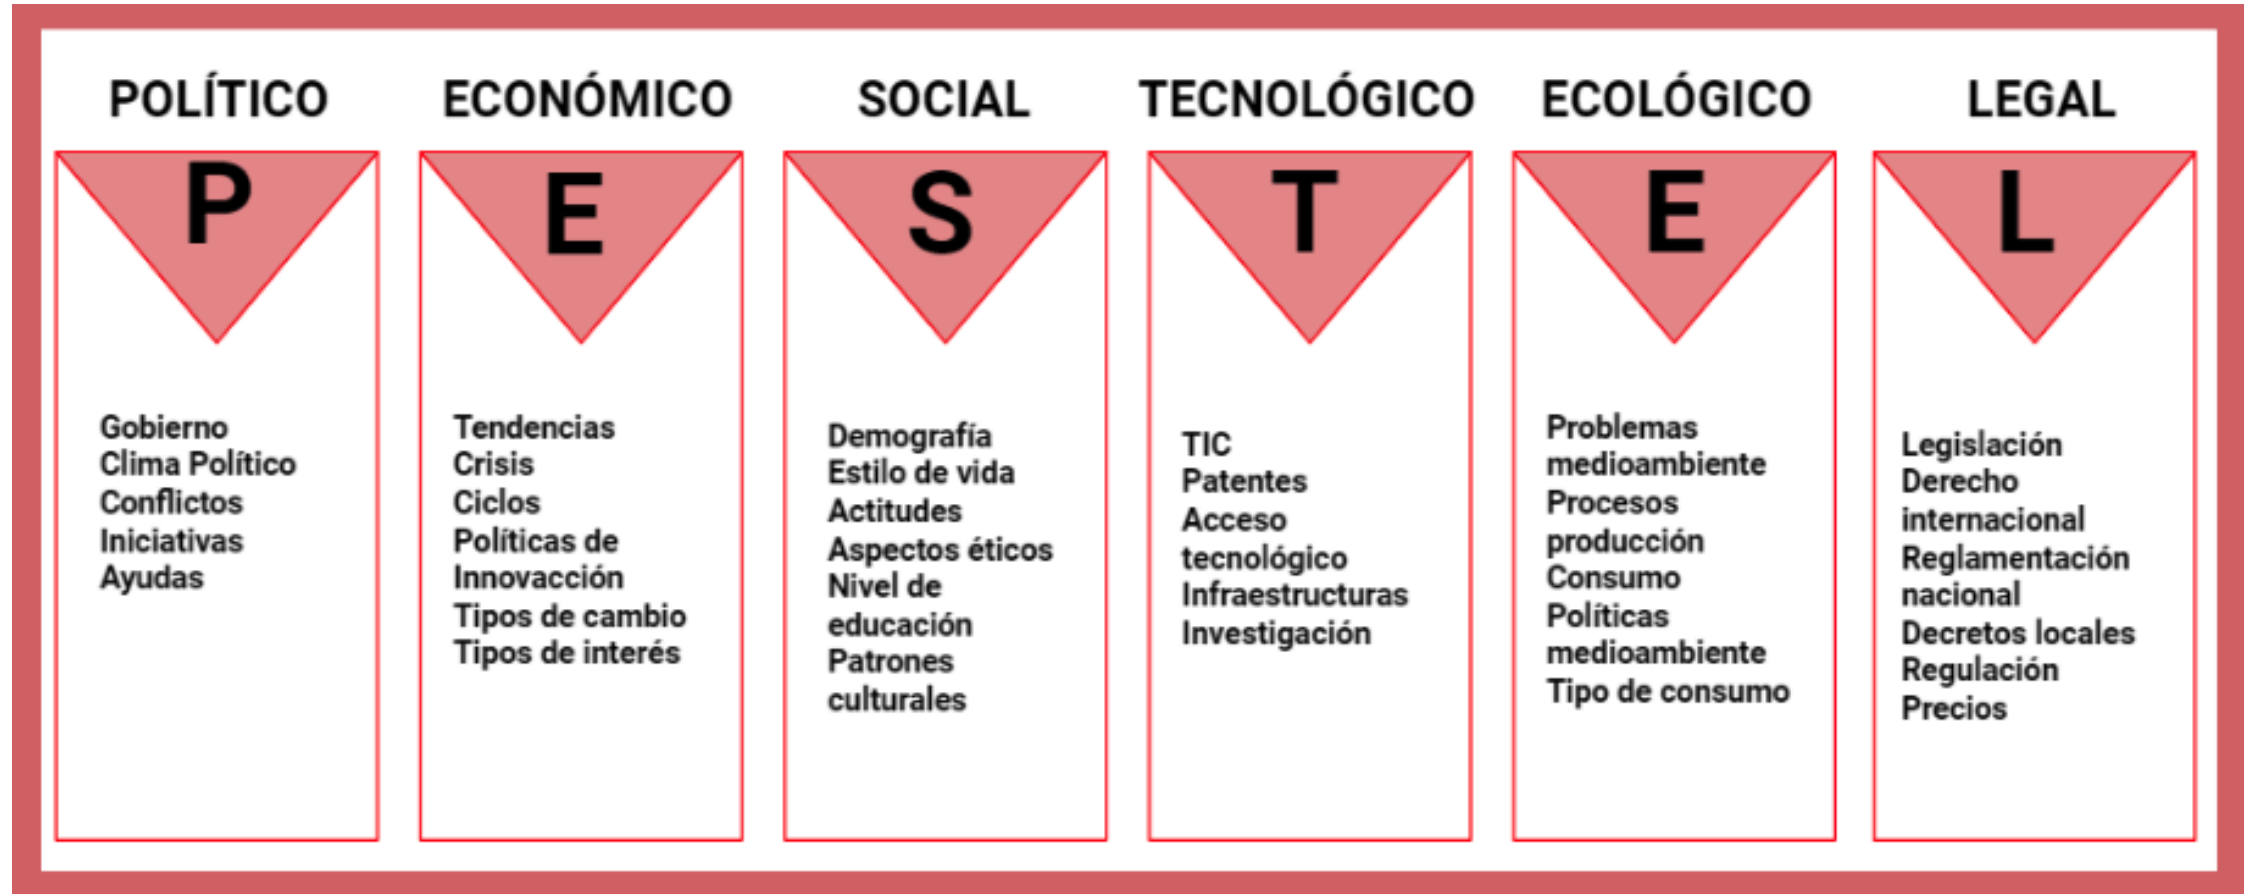 POLÍTICO
P
Gobierno
Clima Político
Conflictos
Iniciativas
Ayudas
ECONÓMICO
E
Tendencias
Crisis
Ciclos
Políticas de
Innovacción
Tipos de cambio
Tipos de interés
SOCIAL
S
Demografía
Estilo de vida
Actitudes
Aspectos éticos
Nivel de
educación
Patrones
culturales
TECNOLÓGICO
T
TIC
Patentes
Acceso
tecnológico
Infraestructuras
Investigación
ECOLÓGICO
E
Problemas
medioambiente
Procesos
producción
Consumo
Políticas
medioambiente
Tipo de consumo
LEGAL
L
Legislación
Derecho
internacional
Reglamentación
nacional
Decretos locales
Regulación
Precios